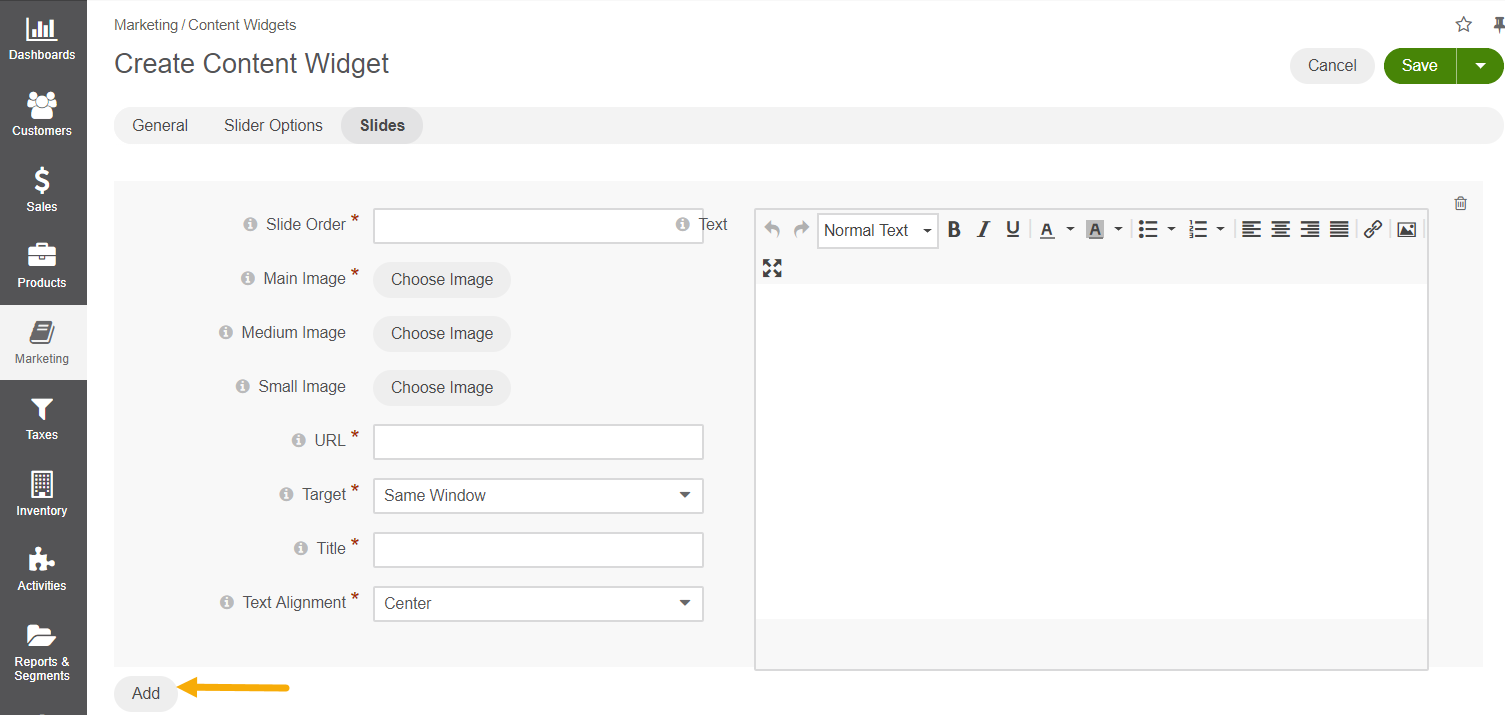 Dashboards
Customers
Sales
Products
Marketing
Taxes
Inventory
Activities
Reports &
Segments
Marketing / Content Widgets
Create Content Widget
Cancel
Save
General
Slider Options
Slides
Slide Order *
Main Image *
Choose Image
Medium Image
Choose Image
Small Image
Choose Image
URL *
Target *
Same Window
Title *
Text Alignment *
Center
Text
Normal Text
B I U A A
Add